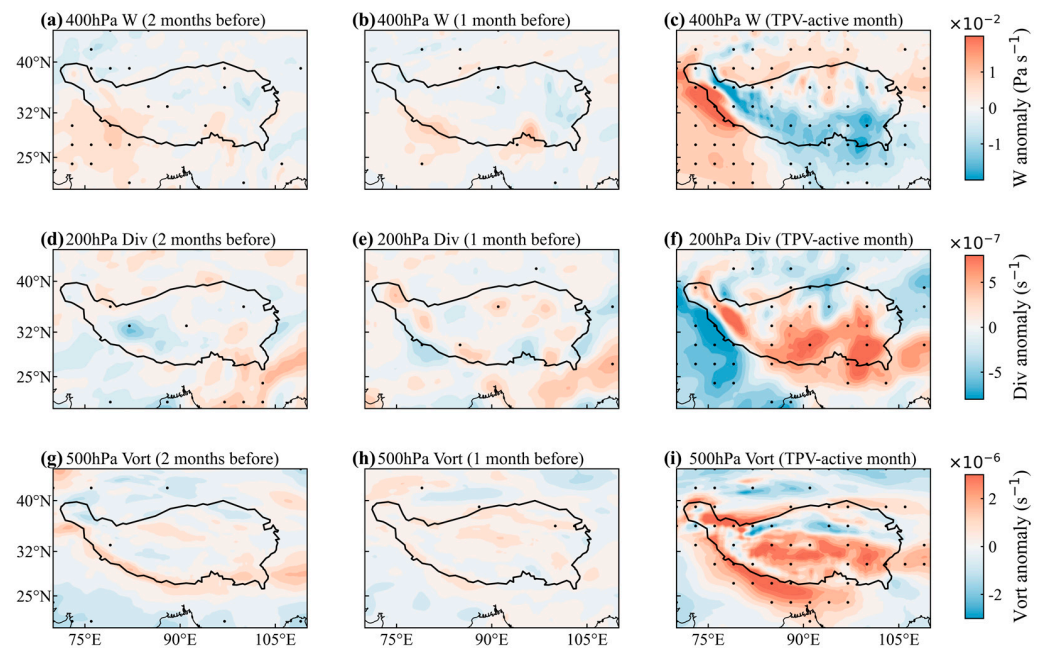 (a) 400hPa W (2 months before)
(b) 400hPa W (1 month before)
(c) 400hPa W (TPV-active month)
×10⁻²
40°N
32°N
25°N
1
0
-1
W anomaly (Pa s⁻¹)
(d) 200hPa Div (2 months before)
(e) 200hPa Div (1 month before)
(f) 200hPa Div (TPV-active month)
×10⁻⁷
40°N
32°N
25°N
5
0
-5
Div anomaly (s⁻¹)
(g) 500hPa Vort (2 months before)
(h) 500hPa Vort (1 month before)
(i) 500hPa Vort (TPV-active month)
×10⁻⁶
40°N
32°N
25°N
2
0
-2
Vort anomaly (s⁻¹)
75°E 90°E 105°E 75°E 90°E 105°E 75°E 90°E 105°E